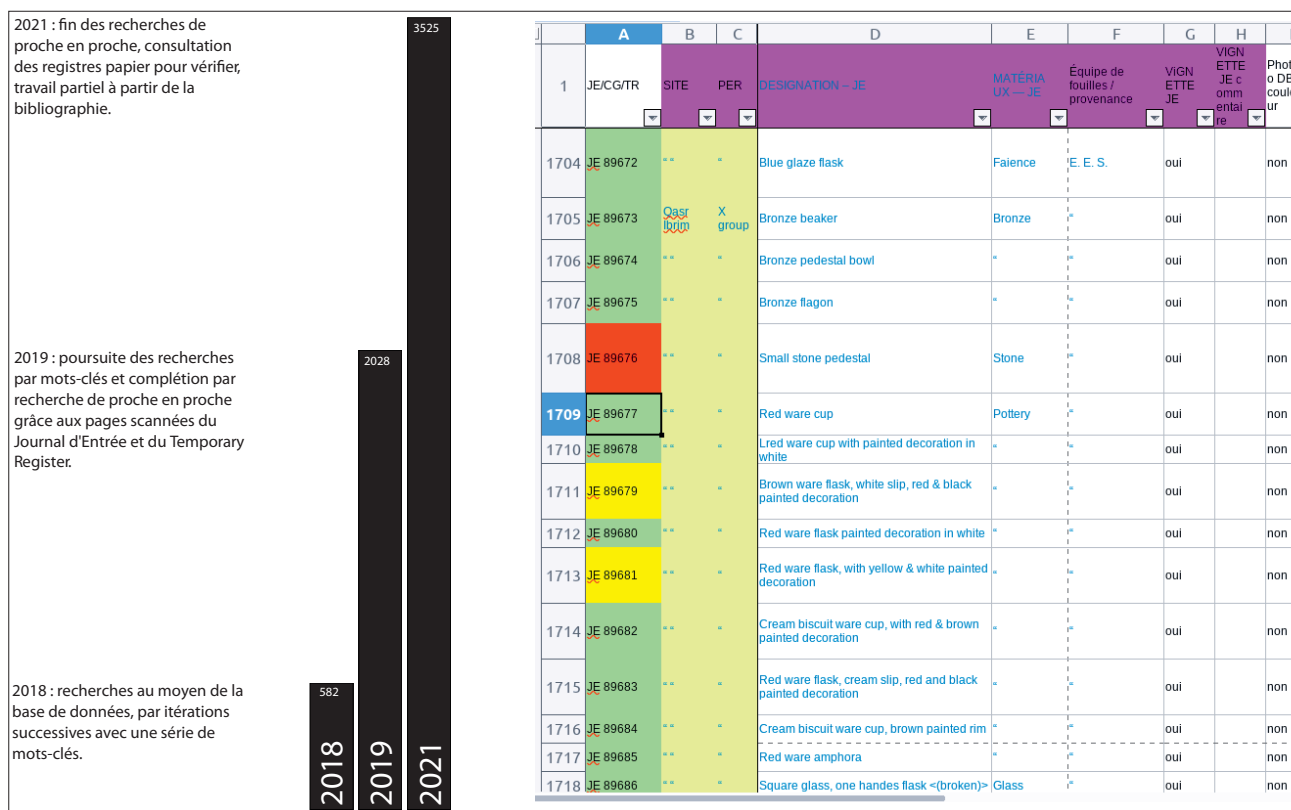 2021 : fin des recherches de
proche en proche, consultation
des registres papier pour vérifier,
travail partiel à partir de la
bibliographie.
2019 : poursuite des recherches
par mots-clés et complétion par
recherche de proche en proche
grâce aux pages scannées du
Journal d'Entrée et du Temporary
Register.
2018 : recherches au moyen de la
base de données, par itérations
successives avec une série de
mots-clés.
582
2018
2028
2019
3525
2021
A B C D E F G H
1 JE/CG/TR SITE PER DESIGNATION – JE
MATÉRIA
UX — JE
Équipe de
fouilles /
provenance
ViGN
ETTE
JE
VIGN
ETTE
JE c
omm
entai
re
Phot
o DE
coule
ur
1704 JE 89672 “ “ “ Blue glaze flask Faience E. E. S. oui non
1705 JE 89673 Qasr Ibrim X group Bronze beaker Bronze “ oui non
1706 JE 89674 “ “ “ Bronze pedestal bowl “ “ oui non
1707 JE 89675 “ “ “ Bronze flagon “ “ oui non
1708 JE 89676 “ “ “ Small stone pedestal Stone “ oui non
1709 JE 89677 “ “ “ Red ware cup Pottery “ oui non
1710 JE 89678 “ “ “ Lred ware cup with painted decoration in
white “ “ oui non
1711 JE 89679 “ “ “ Brown ware flask, white slip, red & black
painted decoration “ “ oui non
1712 JE 89680 “ “ “ Red ware flask painted decoration in white “ “ oui non
1713 JE 89681 “ “ “ Red ware flask, with yellow & white painted
decoration “ “ oui non
1714 JE 89682 “ “ “ Cream biscuit ware cup, with red & brown
painted decoration “ “ oui non
1715 JE 89683 “ “ “ Red ware flask, cream slip, red and black
painted decoration “ “ oui non
1716 JE 89684 “ “ “ Cream biscuit ware cup, brown painted rim “ “ oui non
1717 JE 89685 “ “ “ Red ware amphora “ “ oui non
1718 JE 89686 “ “ “ Square glass, one handes flask <(broken)> Glass “ oui non